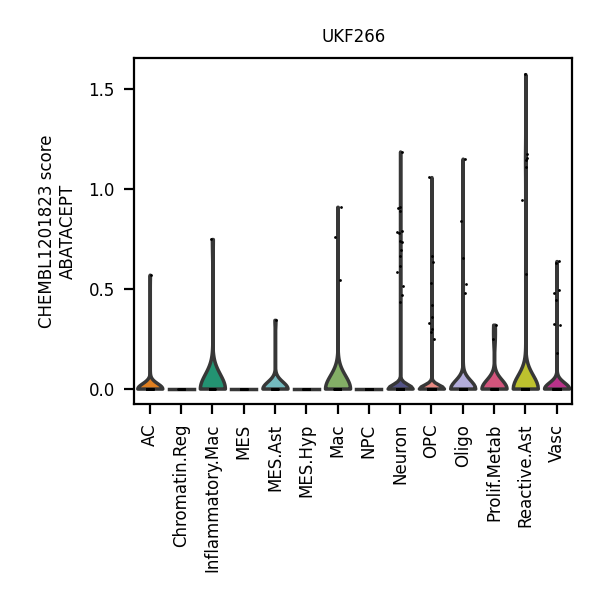 UKF266
CHEMBL1201823 score
ABATACEPT
1.5
1.0
0.5
0.0
AC
Chromatin.Reg
Inflammatory.Mac
MES
MES.Ast
MES.Hyp
Mac
NPC
Neuron
OPC
Oligo
Prolif.Metab
Reactive.Ast
Vasc